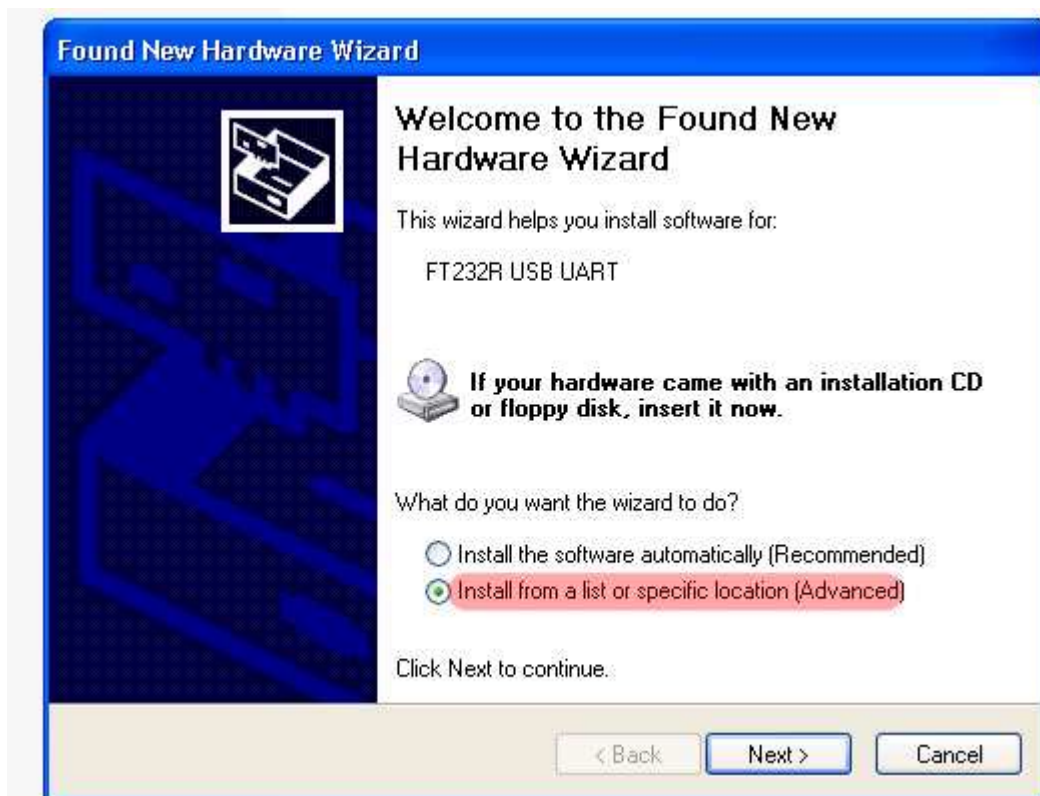 Found New Hardware Wizard
Welcome to the Found New
Hardware Wizard
This wizard helps you install software for:
FT232R USB UART
If your hardware came with an installation CD
or floppy disk, insert it now.
What do you want the wizard to do?
Install the software automatically (Recommended)
Install from a list or specific location (Advanced)
Click Next to continue.
< Back Next > Cancel